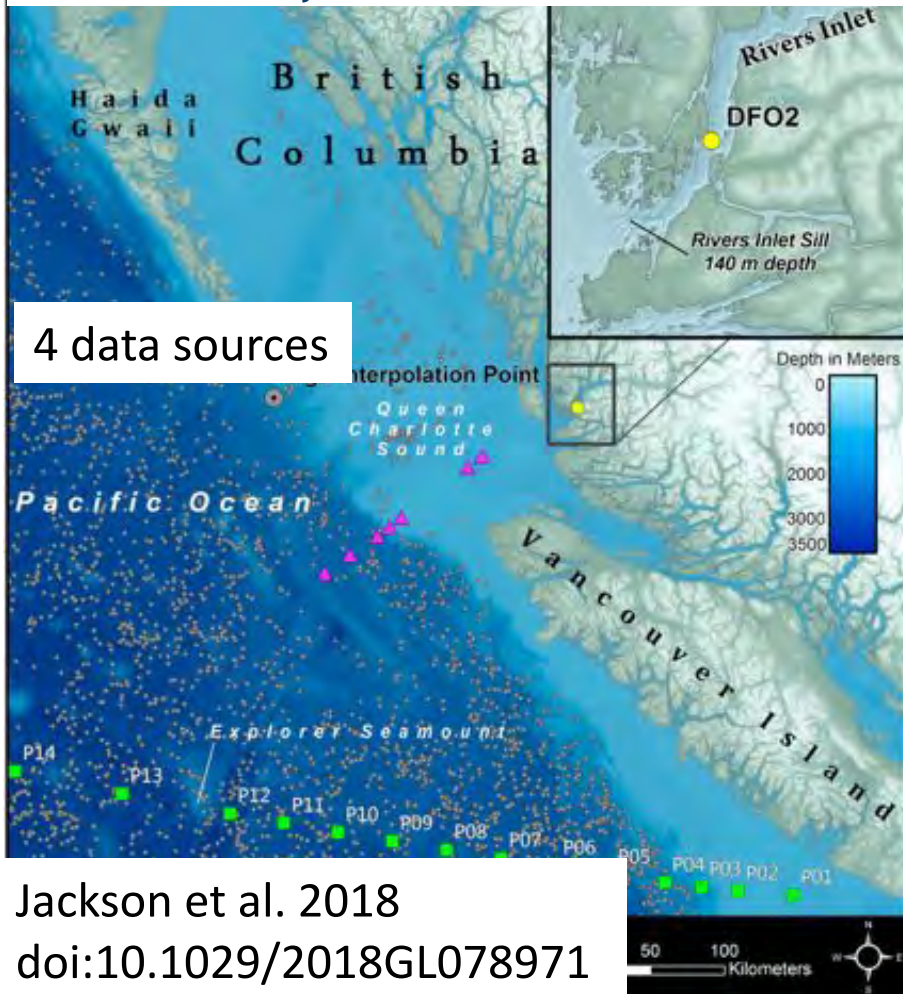 Rivers Inlet
British
Columbia
Haida
Gwaii
DFO2
Rivers Inlet Sill
140 m depth
4 data sources
Interpolation Point
Depth in Meters
0
1000
2000
3000
3500
Queen
Charlotte
Sound
Pacific Ocean
Vancouver Island
Explorer Seamount
P14
P13
P12
P11
P10
P09
P08
P07
P06
P05
P04
P03
P02
P01
Jackson et al. 2018
doi:10.1029/2018GL078971
50
100
Kilometers
N
W
E
S